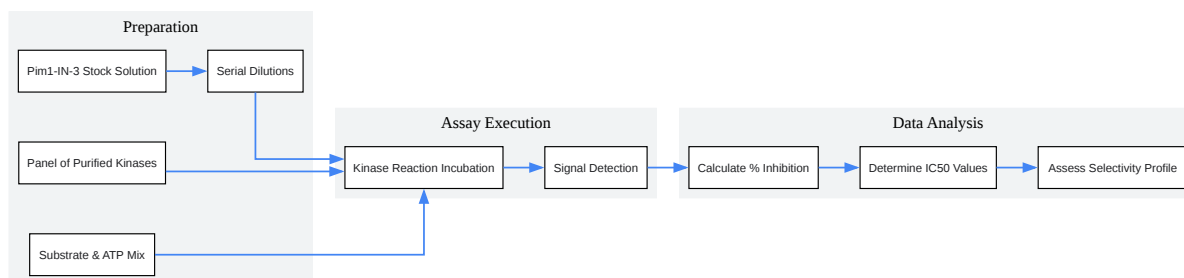 Preparation
Pim1-IN-3 Stock Solution
Serial Dilutions
Panel of Purified Kinases
Substrate & ATP Mix
Assay Execution
Kinase Reaction Incubation
Signal Detection
Data Analysis
Calculate % Inhibition
Determine IC50 Values
Assess Selectivity Profile